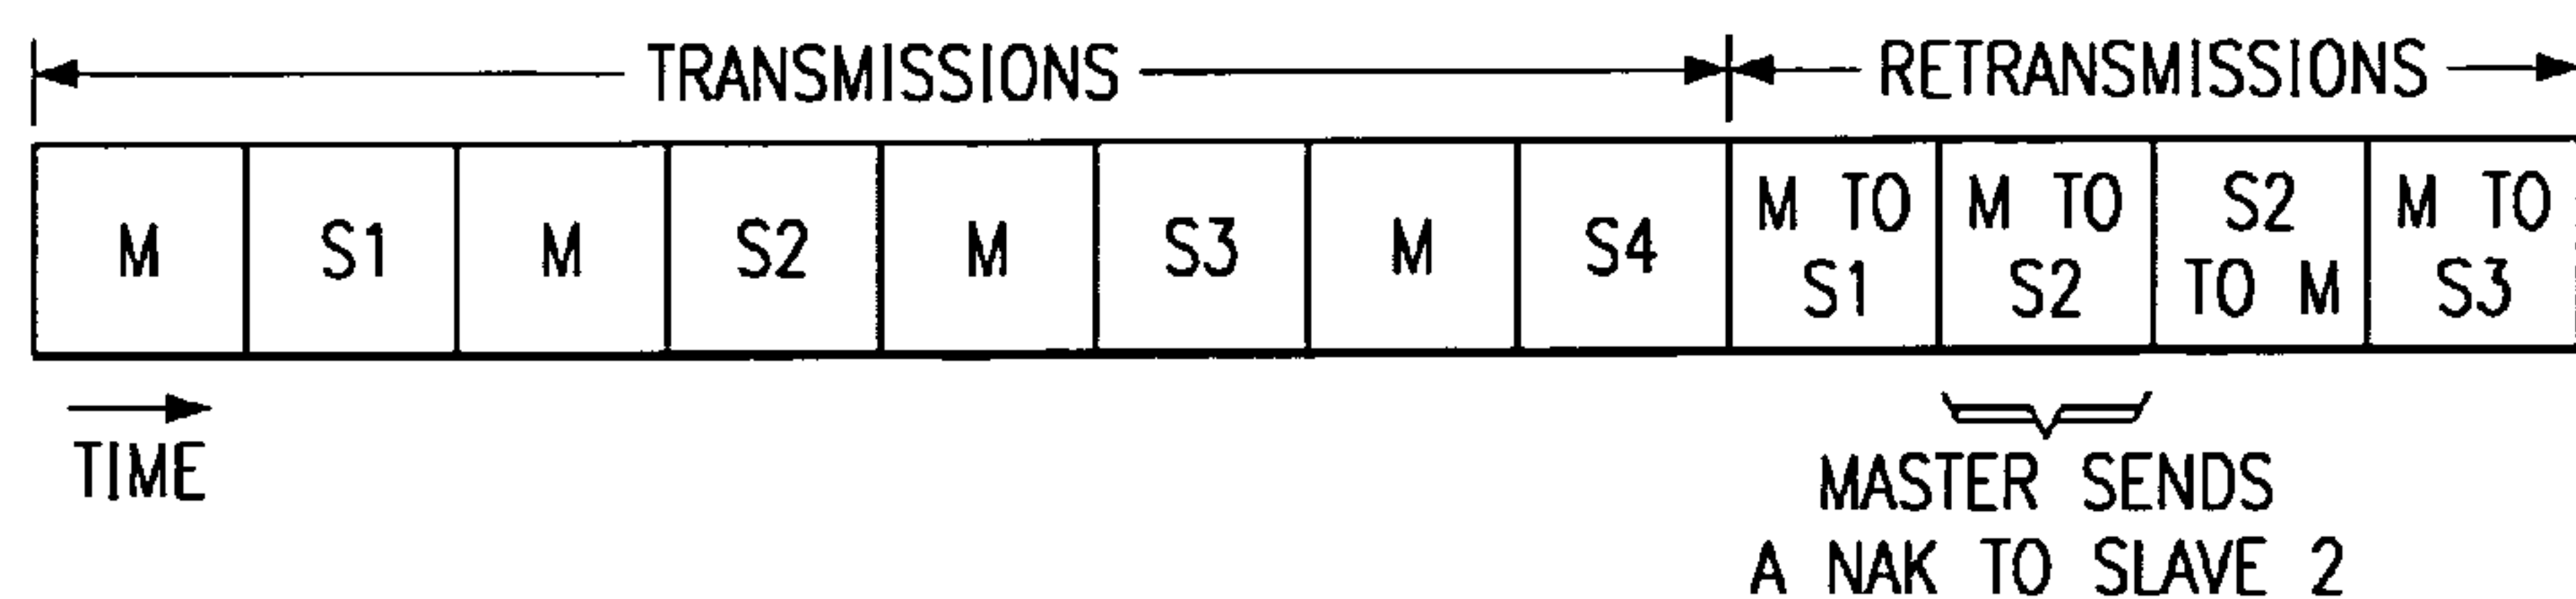 TRANSMISSIONS RETRANSMISSIONS
M S1 M S2 M S3 M S4 M TO S1 M TO S2 S2 TO M M TO S3
TIME
MASTER SENDS
A NAK TO SLAVE 2